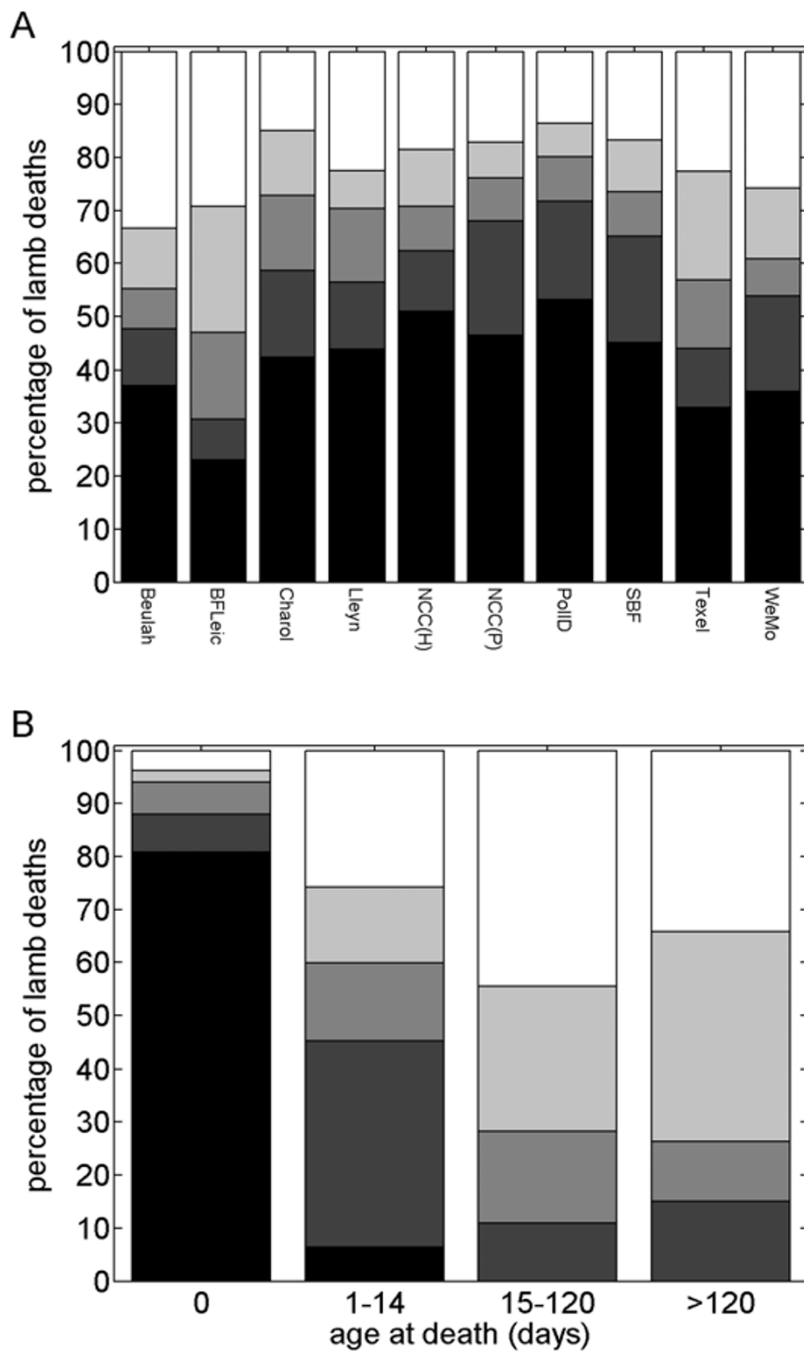 A
percentage of lamb deaths
100
90
80
70
60
50
40
30
20
10
0
Beulah
BFLeic
Charol
Lleyn
NCC(H)
NCC(P)
PollD
SBF
Texel
WeMo
B
percentage of lamb deaths
100
90
80
70
60
50
40
30
20
10
0
0
1-14
15-120
>120
age at death (days)